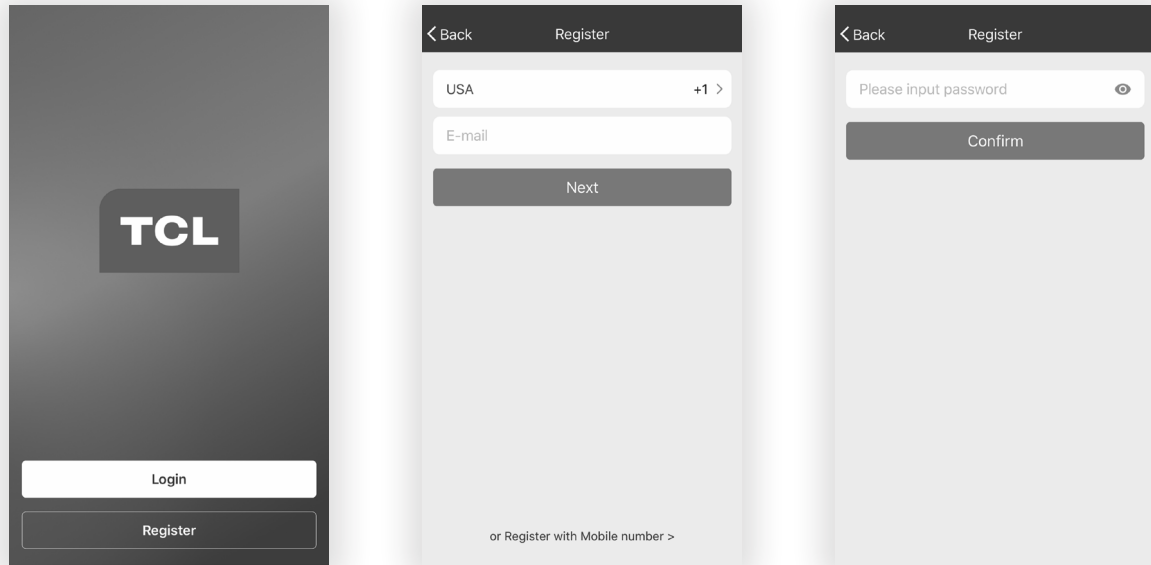 TCL
Login
Register
Back Register
USA +1 >
E-mail
Next
or Register with Mobile number >
Back Register
Please input password
Confirm